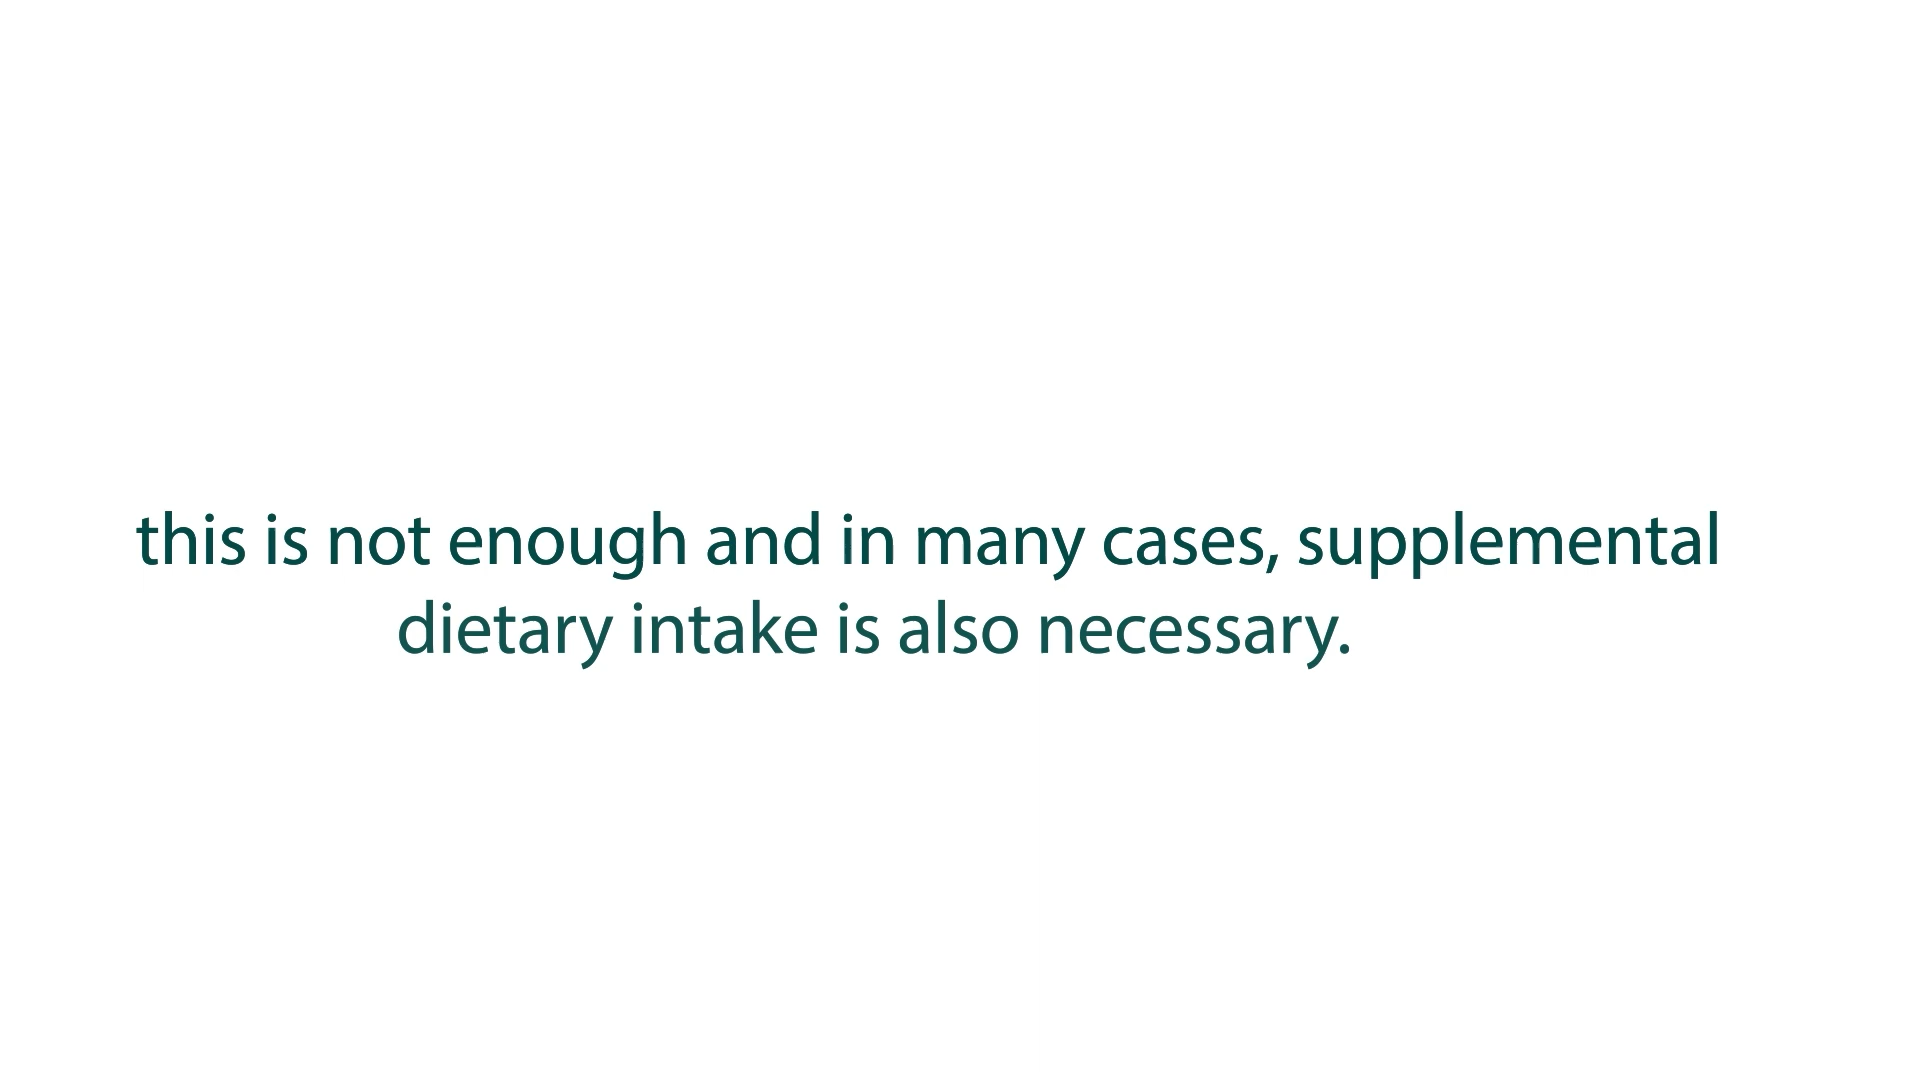 this is not enough and in many cases, supplemental
dietary intake is also necessary.